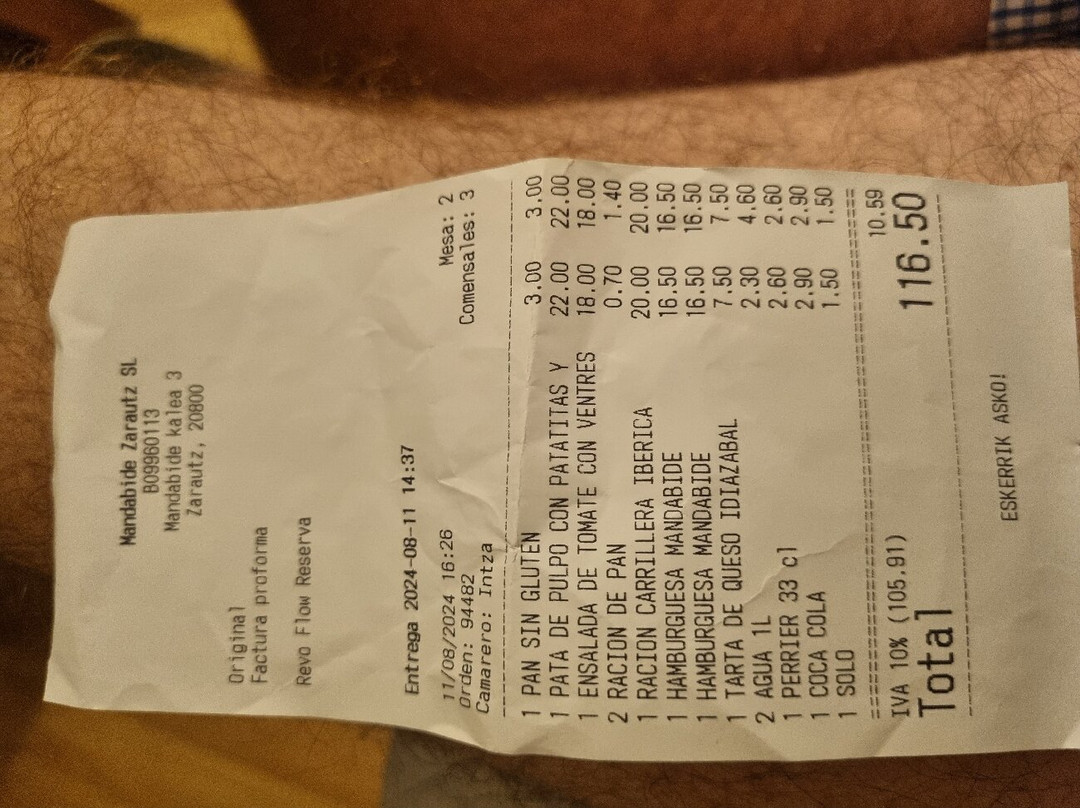 Mandabide Zarautz SL
B09960113
Mandabide kalea 3
Zarautz, 20800
Original
Factura proforma
Revo Flow Reserva
Entrega 2024-08-11 14:37
11/08/2024 16:26 Mesa: 2
Orden: 94482 Comensales: 3
Camarero: Intza
1 PAN SIN GLUTEN 3.00 3.00
1 PATA DE PULPO CON PATATITAS Y 22.00 22.00
1 ENSALADA DE TOMATE CON VENTRES 18.00 18.00
2 RACION DE PAN 0.70 1.40
1 RACION CARRILLERA IBERICA 20.00 20.00
1 HAMBURGUESA MANDABIDE 16.50 16.50
1 HAMBURGUESA MANDABIDE 16.50 16.50
1 TARTA DE QUESO IDIAZABAL 7.50 7.50
2 AGUA 1L 2.30 4.60
1 PERRIER 33 cl 2.60 2.60
1 COCA COLA 2.90 2.90
1 SOLO 1.50 1.50
IVA 10% (105.91) 10.59
Total 116.50
ESKERRIK ASKO!